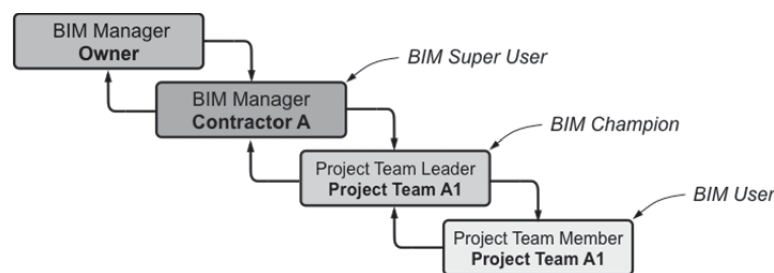 BIM Manager
Owner
BIM Super User
BIM Manager
Contractor A
BIM Champion
Project Team Leader
Project Team A1
BIM User
Project Team Member
Project Team A1